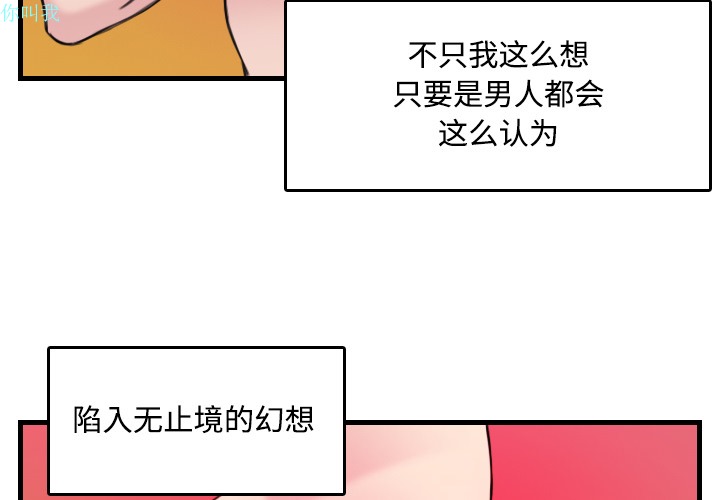 你叫我
不只我这么想
只要是男人都会
这么认为
陷入无止境的幻想